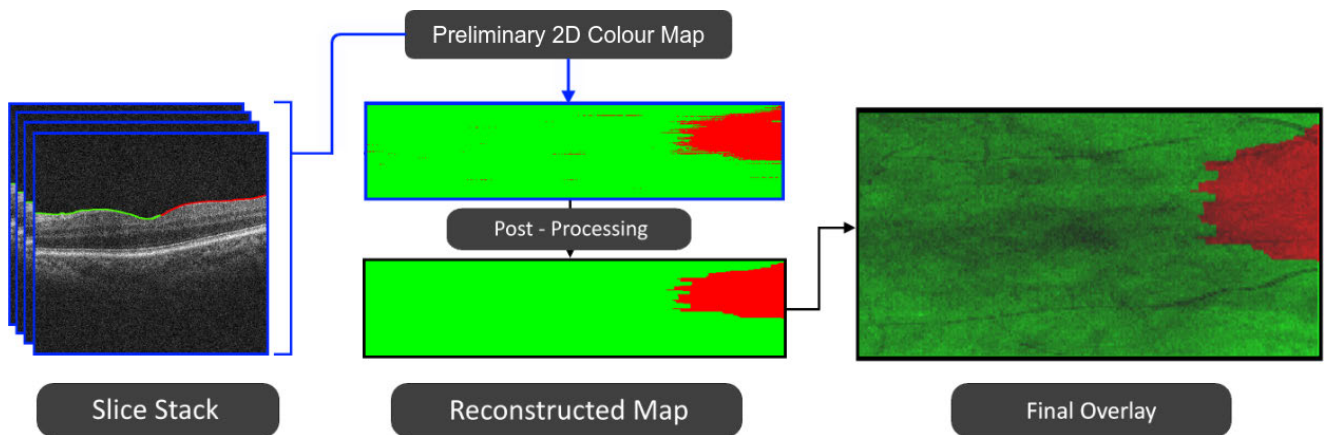 Preliminary 2D Colour Map
Post - Processing
Slice Stack
Reconstructed Map
Final Overlay